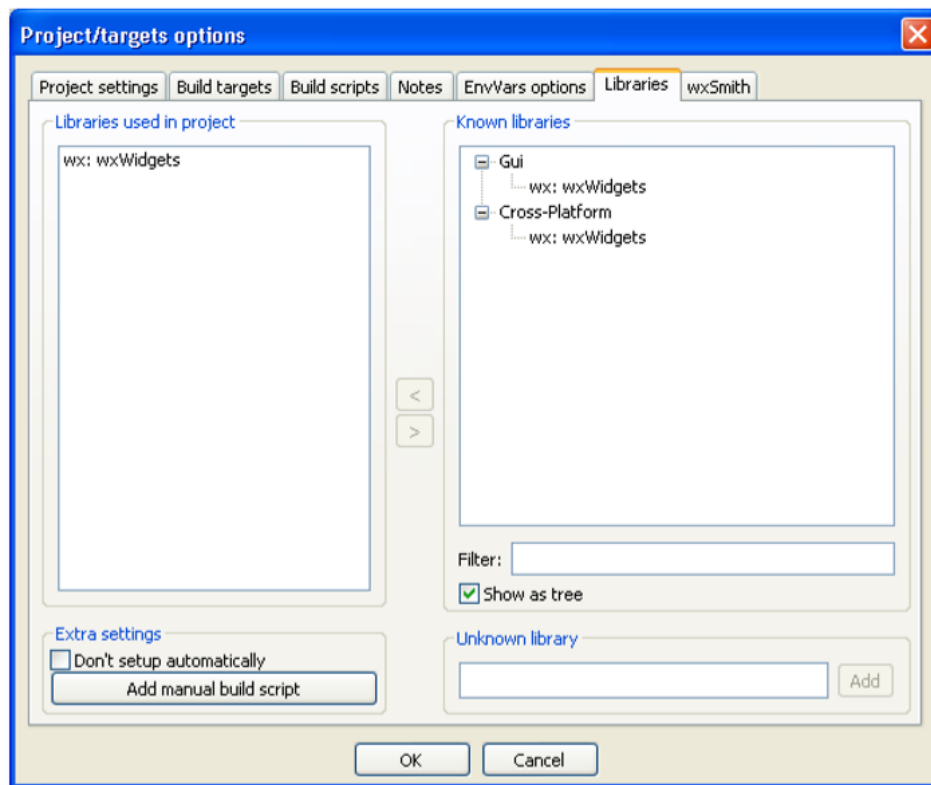 Project/targets options
Project settings Build targets Build scripts Notes EnvVars options Libraries wxSmith
Libraries used in project
wx: wxWidgets
Known libraries
Gui
wx: wxWidgets
Cross-Platform
wx: wxWidgets
<
>
Filter:
Show as tree
Extra settings
Don't setup automatically
Add manual build script
Unknown library
Add
OK Cancel